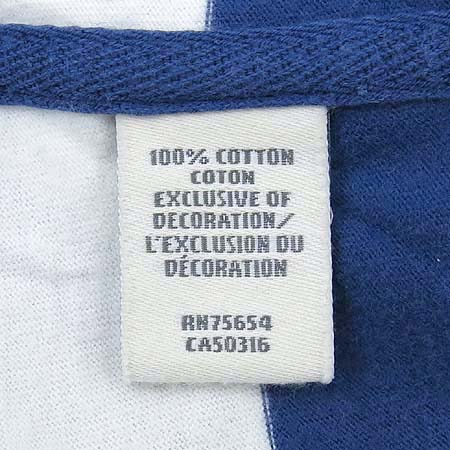 100% COTTON
COTON
EXCLUSIVE OF
DECORATION/
L'EXCLUSION DU
DÉCORATION
RN75654
CA50316